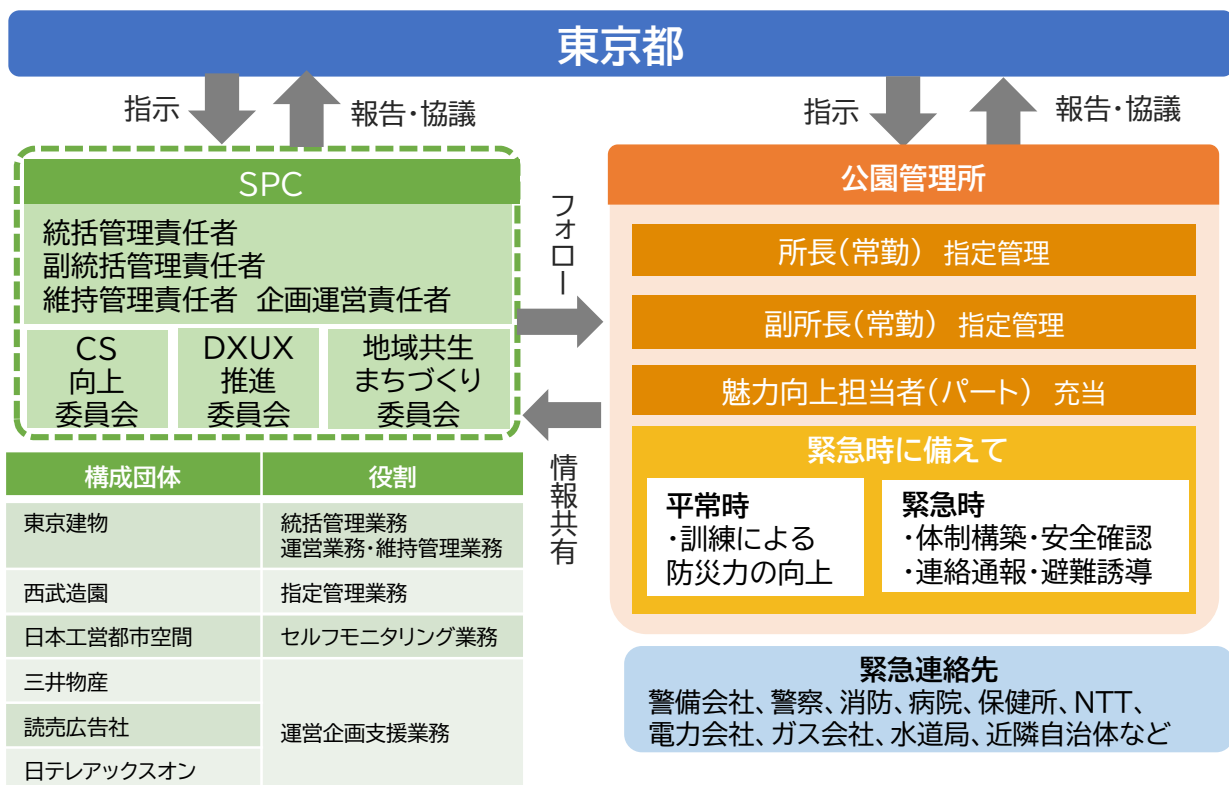 東京都
指示
報告・協議
指示
報告・協議
SPC
統括管理責任者
副統括管理責任者
維持管理責任者 企画運営責任者
CS
向上
委員会
DXUX
推進
委員会
地域共生
まちづくり
委員会
フォロー
情報共有
公園管理所
所長(常勤) 指定管理
副所長(常勤) 指定管理
魅力向上担当者(パート) 充当
緊急時に備えて
平常時
・訓練による
防災力の向上
緊急時
・体制構築・安全確認
・連絡通報・避難誘導
構成団体 役割
東京建物 統括管理業務
運営業務・維持管理業務
西武造園 指定管理業務
日本工営都市空間 セルフモニタリング業務
三井物産
読売広告社 運営企画支援業務
日テレアックスオン
緊急連絡先
警備会社、警察、消防、病院、保健所、NTT、
電力会社、ガス会社、水道局、近隣自治体など